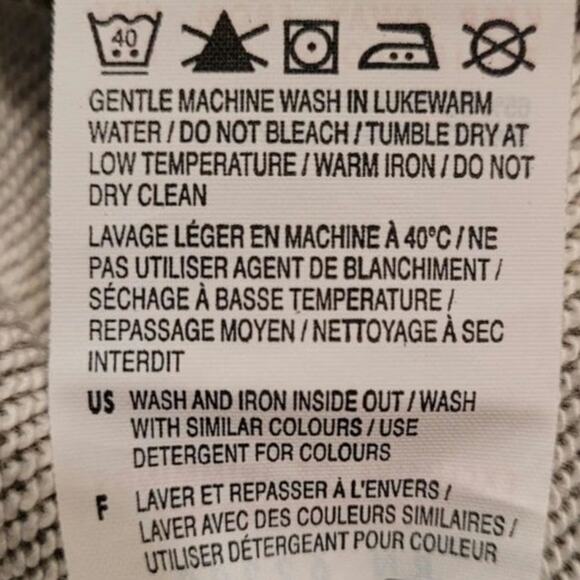 40
GENTLE MACHINE WASH IN LUKEWARM
WATER / DO NOT BLEACH / TUMBLE DRY AT
LOW TEMPERATURE / WARM IRON / DO NOT
DRY CLEAN
LAVAGE LÉGER EN MACHINE À 40°C / NE
PAS UTILISER AGENT DE BLANCHIMENT /
SÉCHAGE À BASSE TEMPERATURE /
REPASSAGE MOYEN / NETTOYAGE À SEC
INTERDIT
US WASH AND IRON INSIDE OUT / WASH
WITH SIMILAR COLOURS / USE
DETERGENT FOR COLOURS
F LAVER ET REPASSER À L'ENVERS /
LAVER AVEC DES COULEURS SIMILAIRES /
UTILISER DÉTERGENT POUR COULEUR